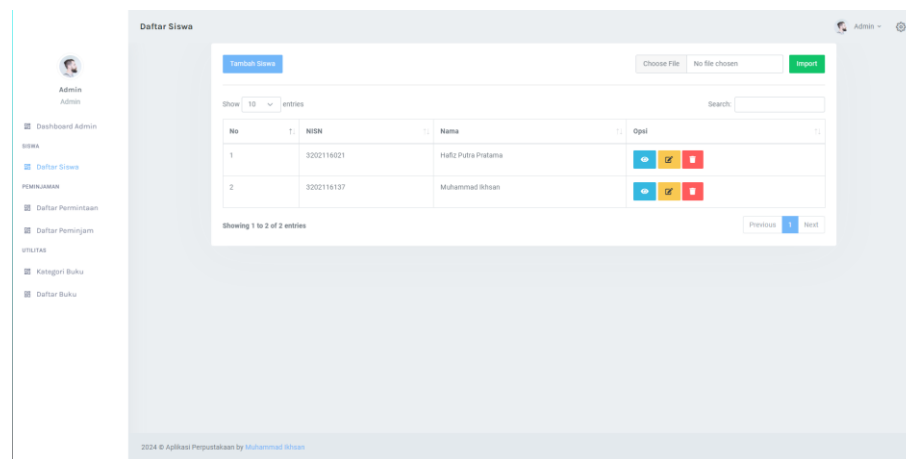 Daftar Siswa
Admin
Admin
Admin
Dashboard Admin
SISWA
Daftar Siswa
PEMINJAMAN
Daftar Permintaan
Daftar Peminjam
UTILITAS
Kategori Buku
Daftar Buku
Tambah Siswa
Choose File No file chosen Import
Show 10 entries Search:
No NISN Nama Opsi
1 3202116021 Hafiz Putra Pratama
2 3202116137 Muhammad Ikhsan
Showing 1 to 2 of 2 entries Previous 1 Next
2024 © Aplikasi Perpustakaan by Muhammad Ikhsan